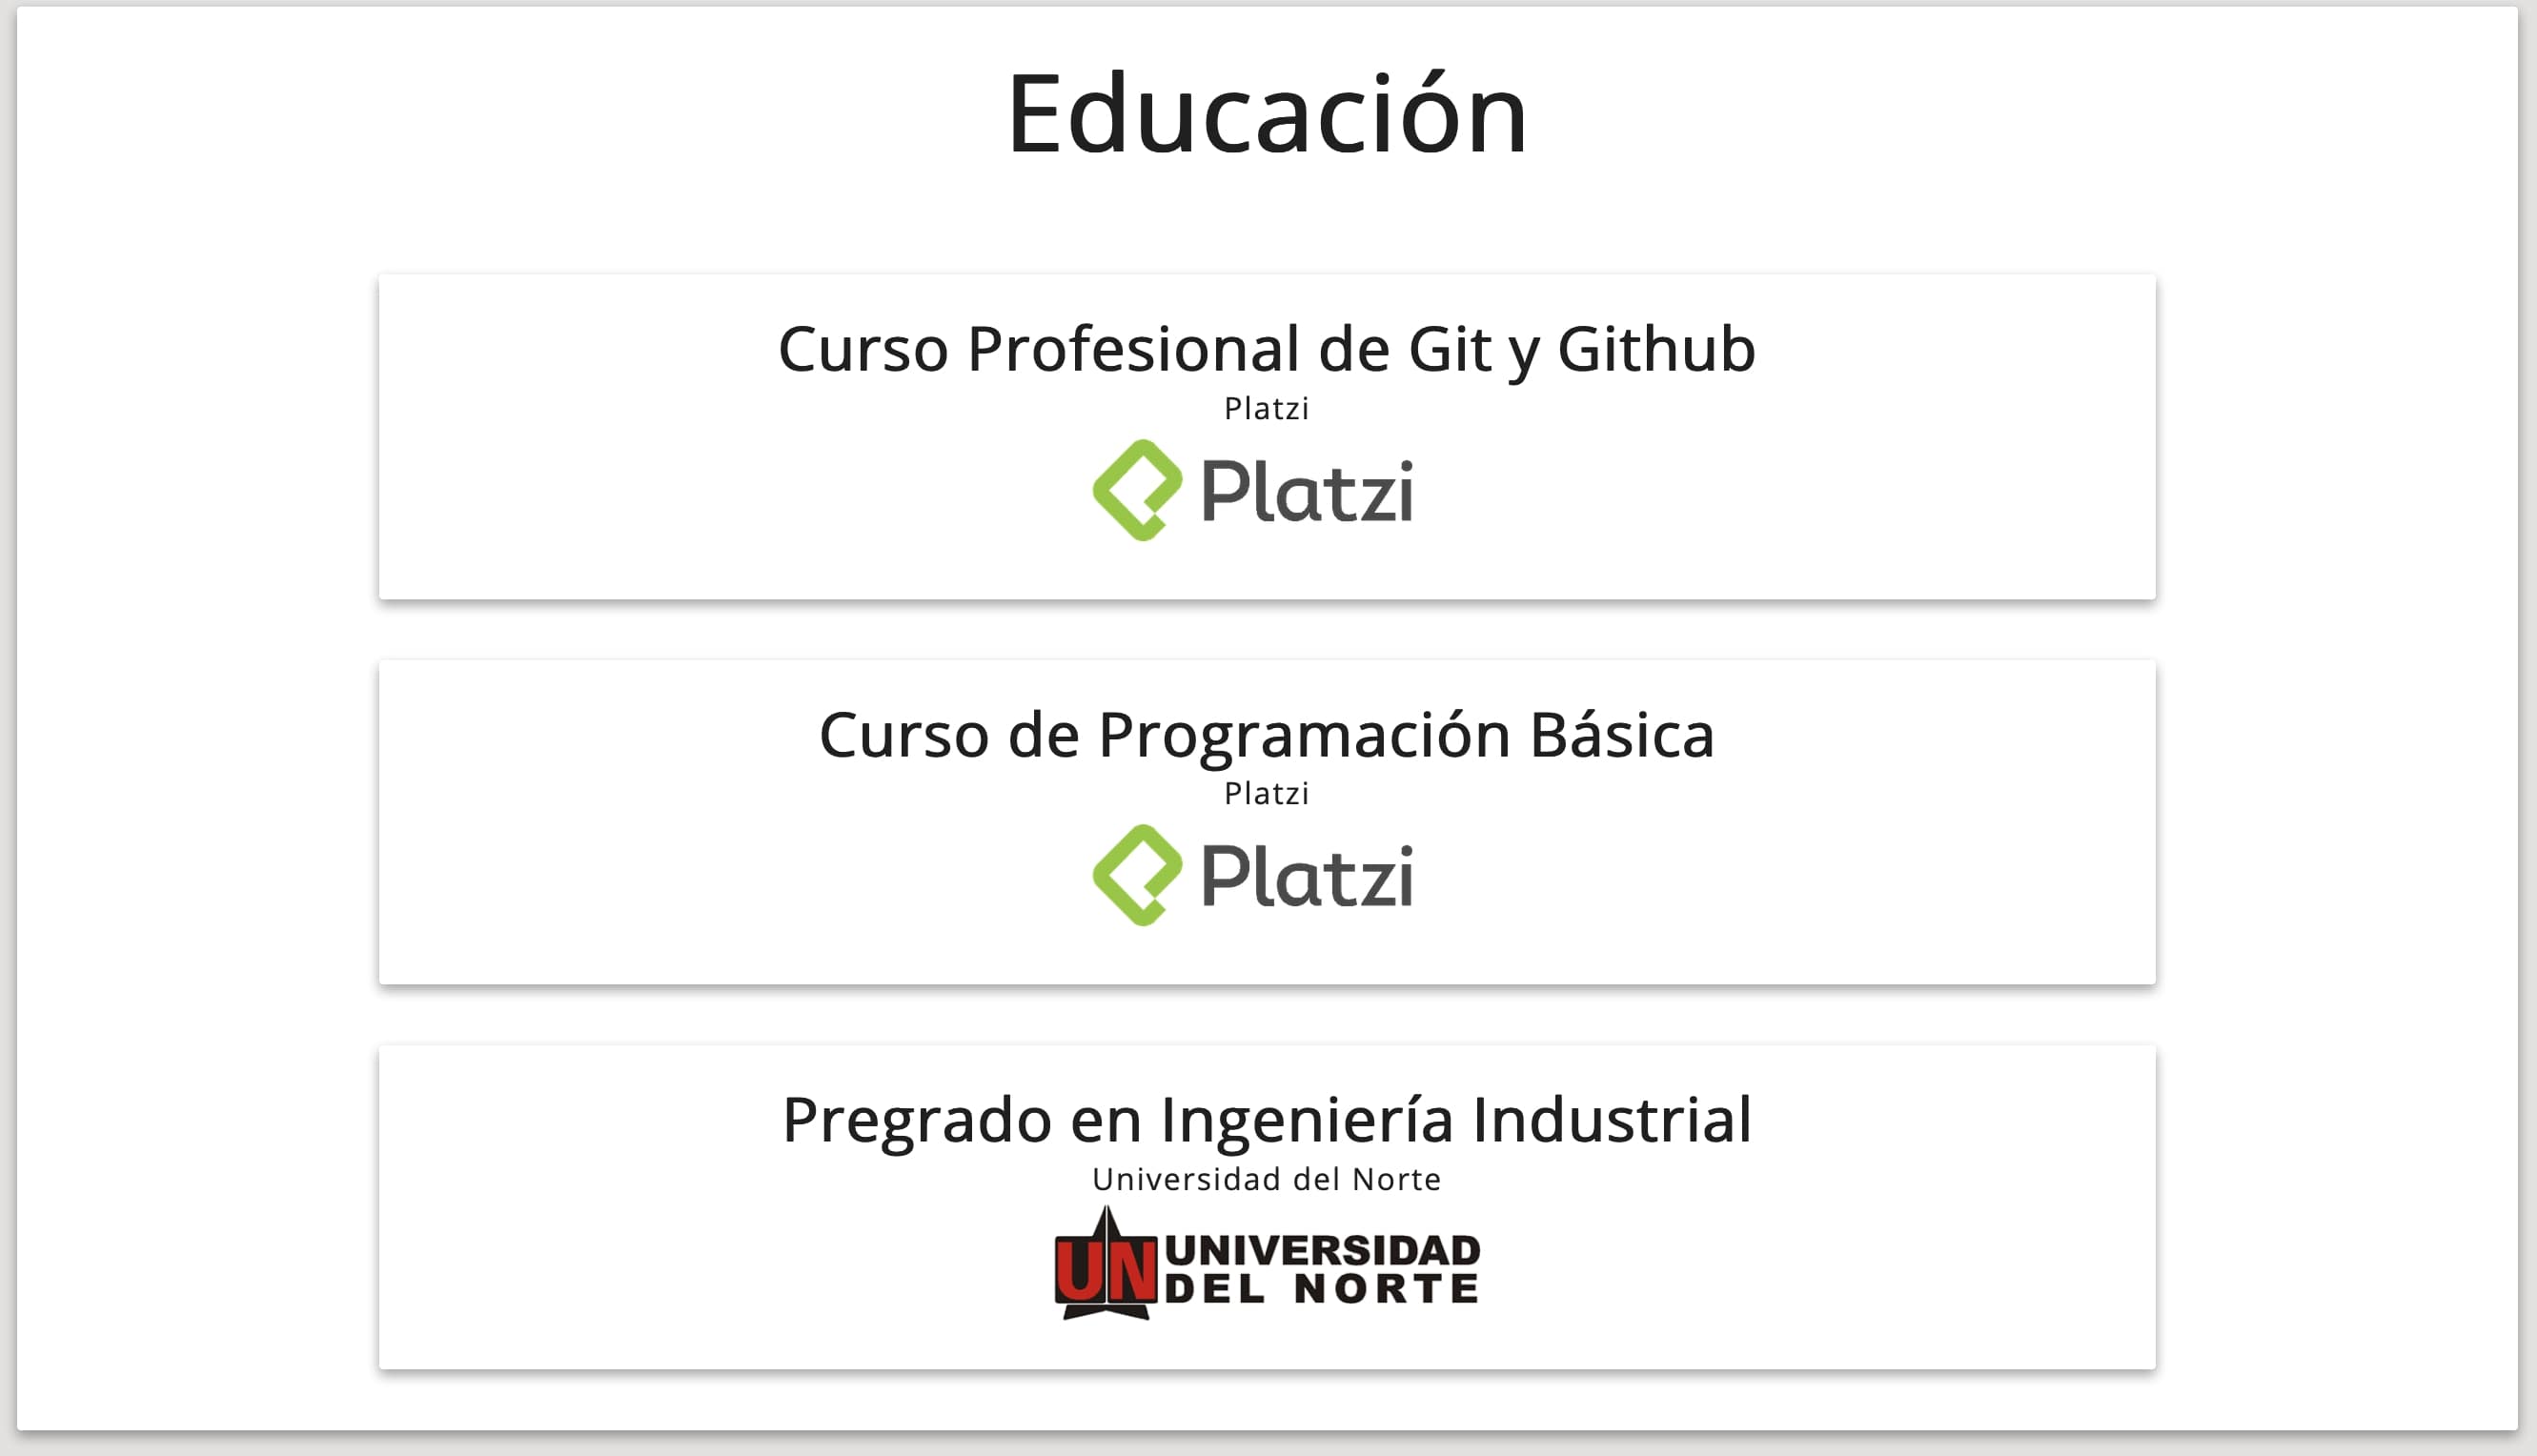 Educación
Curso Profesional de Git y Github
Platzi
Platzi
Curso de Programación Básica
Platzi
Platzi
Pregrado en Ingeniería Industrial
Universidad del Norte
UN UNIVERSIDAD
DEL NORTE